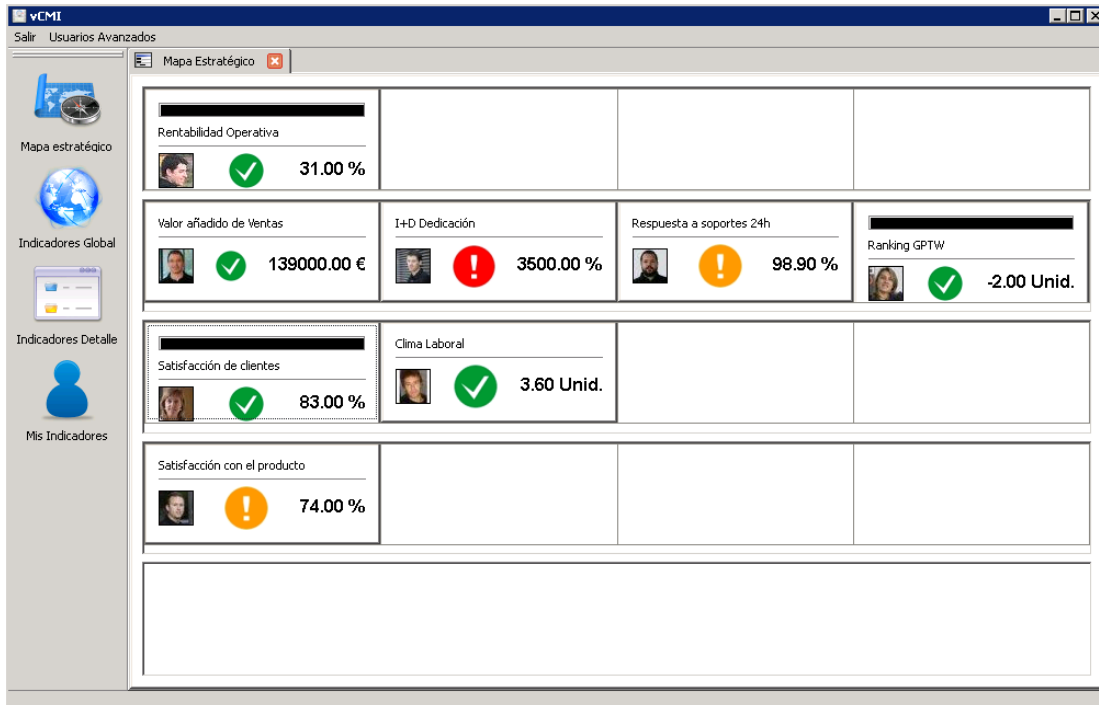 vCMI
Salir Usuarios Avanzados
Mapa Estratégico
Mapa estratégico
Indicadores Global
Indicadores Detalle
Mis Indicadores
Rentabilidad Operativa
31.00 %
Valor añadido de Ventas
139000.00 €
I+D Dedicación
3500.00 %
Respuesta a soportes 24h
98.90 %
Ranking GPTW
-2.00 Unid.
Satisfacción de clientes
83.00 %
Clima Laboral
3.60 Unid.
Satisfacción con el producto
74.00 %